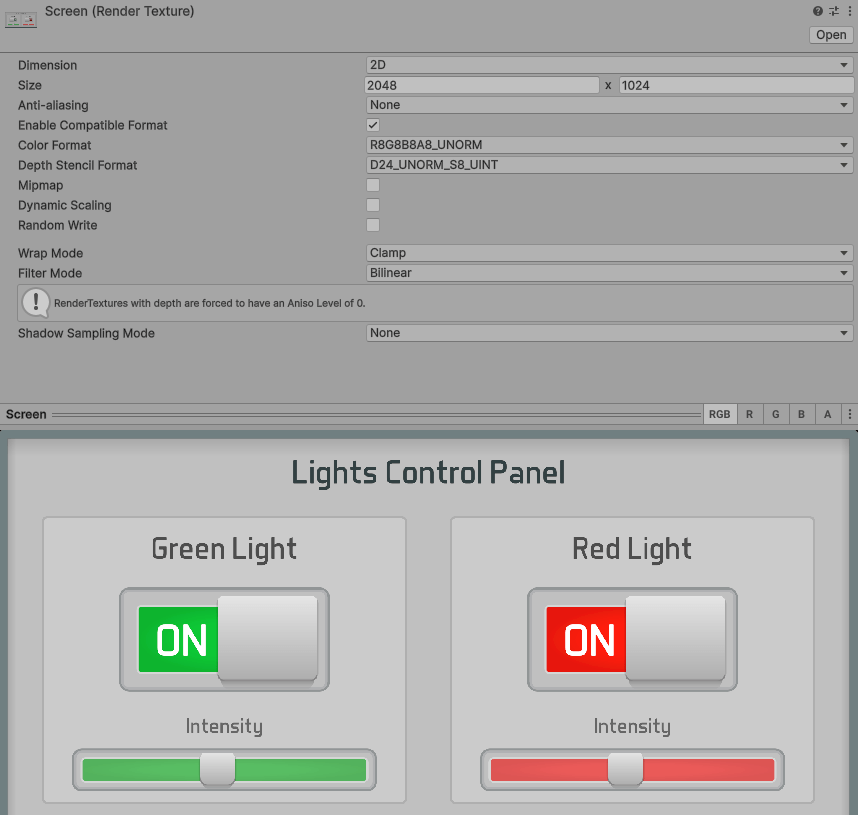 Screen (Render Texture)
Open
Dimension 2D
Size 2048 x 1024
Anti-aliasing None
Enable Compatible Format
Color Format R8G8B8A8_UNORM
Depth Stencil Format D24_UNORM_S8_UINT
Mipmap
Dynamic Scaling
Random Write
Wrap Mode Clamp
Filter Mode Bilinear
RenderTextures with depth are forced to have an Aniso Level of 0.
Shadow Sampling Mode None
Screen RGB R G B A
Lights Control Panel
Green Light
ON
Intensity
Red Light
ON
Intensity